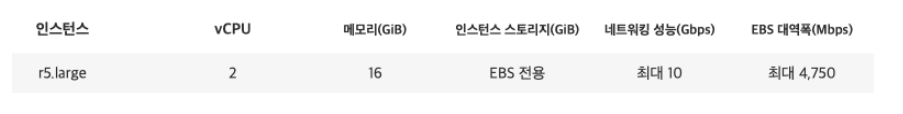 인스턴스 vCPU 메모리(GiB) 인스턴스 스토리지(GiB) 네트워킹 성능(Gbps) EBS 대역폭(Mbps)
r5.large 2 16 EBS 전용 최대 10 최대 4,750